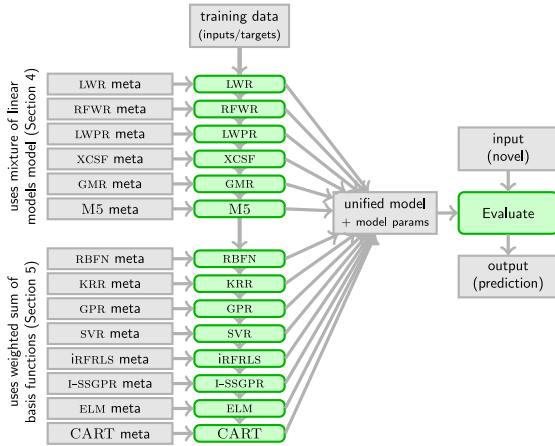 training data
(inputs/targets)
uses mixture of linear
models model (Section 4)
LWR meta
LWR
RFWR meta
RFWR
LWPR meta
LWPR
XCSF meta
XCSF
GMR meta
GMR
M5 meta
M5
uses weighted sum of
basis functions (Section 5)
RBFN meta
RBFN
KRR meta
KRR
GPR meta
GPR
SVR meta
SVR
iRFRLS meta
iRFRLS
I-SSGPR meta
I-SSGPR
ELM meta
ELM
CART meta
CART
unified model
+ model params
input
(novel)
Evaluate
output
(prediction)